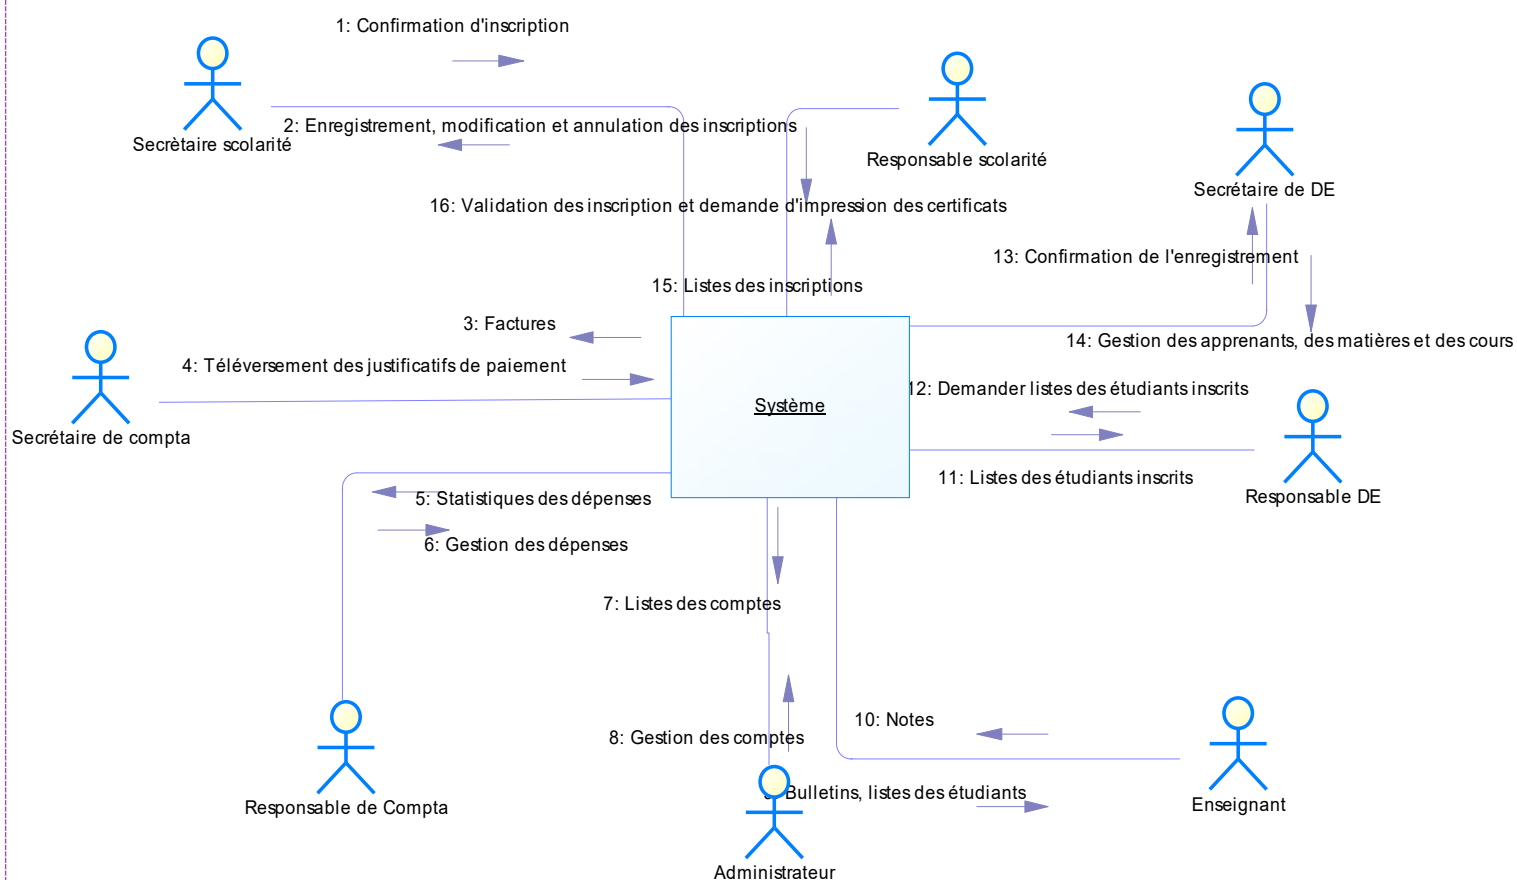 1: Confirmation d'inscription
Secrètaire scolarité
2: Enregistrement, modification et annulation des inscriptions
Responsable scolarité
Secrétaire de DE
16: Validation des inscription et demande d'impression des certificats
13: Confirmation de l'enregistrement
15: Listes des inscriptions
3: Factures
14: Gestion des apprenants, des matières et des cours
4: Téléversement des justificatifs de paiement
12: Demander listes des étudiants inscrits
Système
Secrétaire de compta
11: Listes des étudiants inscrits
Responsable DE
5: Statistiques des dépenses
6: Gestion des dépenses
7: Listes des comptes
10: Notes
8: Gestion des comptes
Bulletins, listes des étudiants
Responsable de Compta
Enseignant
Administrateur